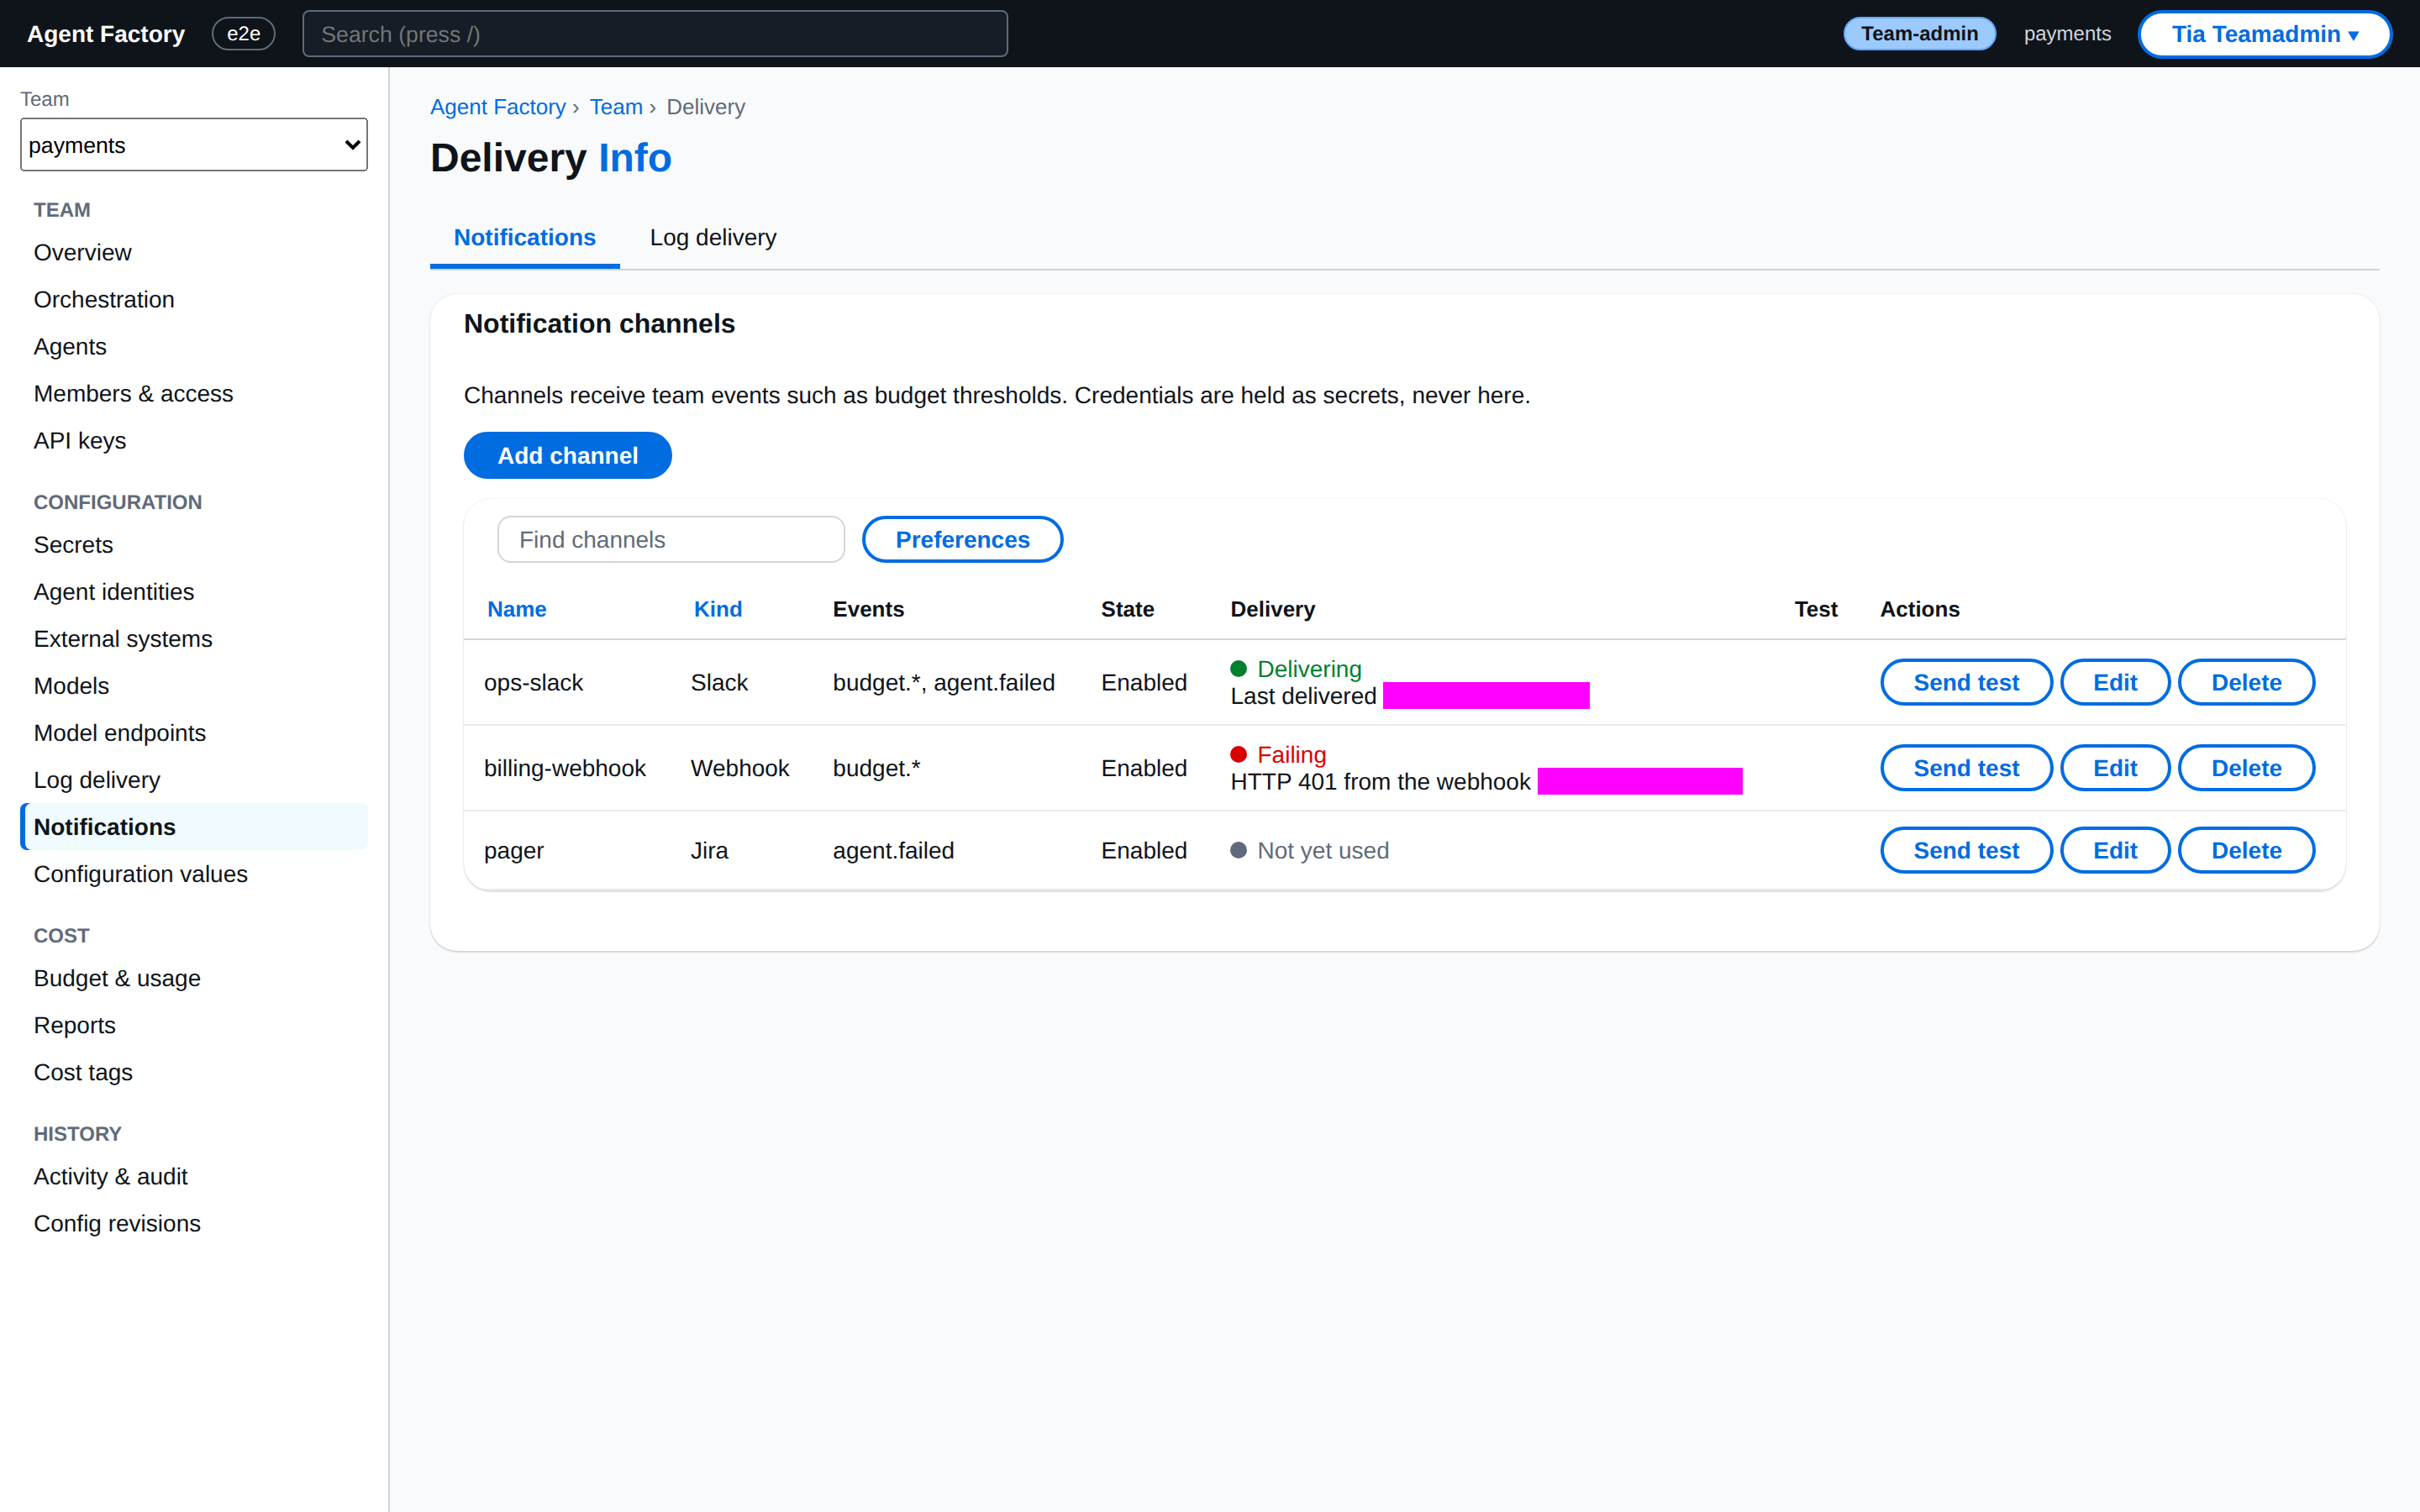 Agent Factory e2e Search (press /) Team-admin payments Tia Teamadmin ▾
Team
payments
TEAM
Overview
Orchestration
Agents
Members & access
API keys
CONFIGURATION
Secrets
Agent identities
External systems
Models
Model endpoints
Log delivery
Notifications
Configuration values
COST
Budget & usage
Reports
Cost tags
HISTORY
Activity & audit
Config revisions
Agent Factory › Team › Delivery
Delivery Info
Notifications Log delivery
Notification channels
Channels receive team events such as budget thresholds. Credentials are held as secrets, never here.
Add channel
Find channels Preferences
Name Kind Events State Delivery Test Actions
ops-slack Slack budget.*, agent.failed Enabled Delivering Send test Edit Delete
Last delivered
billing-webhook Webhook budget.* Enabled Failing Send test Edit Delete
HTTP 401 from the webhook
pager Jira agent.failed Enabled Not yet used Send test Edit Delete